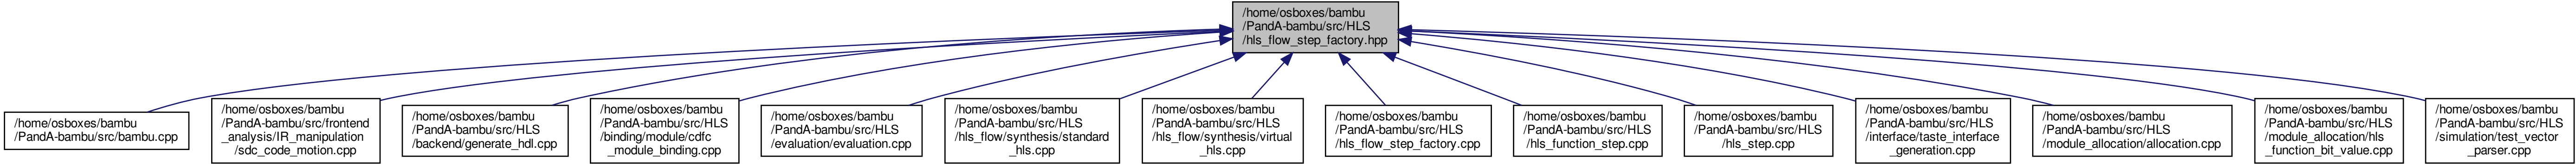 /home/osboxes/bambu
/PandA-bambu/src/HLS
/hls_flow_step_factory.hpp
/home/osboxes/bambu
/PandA-bambu/src/bambu.cpp
/home/osboxes/bambu
/PandA-bambu/src/frontend
_analysis/IR_manipulation
/sdc_code_motion.cpp
/home/osboxes/bambu
/PandA-bambu/src/HLS
/backend/generate_hdl.cpp
/home/osboxes/bambu
/PandA-bambu/src/HLS
/binding/module/cdfc
_module_binding.cpp
/home/osboxes/bambu
/PandA-bambu/src/HLS
/evaluation/evaluation.cpp
/home/osboxes/bambu
/PandA-bambu/src/HLS
/hls_flow/synthesis/standard
_hls.cpp
/home/osboxes/bambu
/PandA-bambu/src/HLS
/hls_flow/synthesis/virtual
_hls.cpp
/home/osboxes/bambu
/PandA-bambu/src/HLS
/hls_flow_step_factory.cpp
/home/osboxes/bambu
/PandA-bambu/src/HLS
/hls_function_step.cpp
/home/osboxes/bambu
/PandA-bambu/src/HLS
/hls_step.cpp
/home/osboxes/bambu
/PandA-bambu/src/HLS
/interface/taste_interface
_generation.cpp
/home/osboxes/bambu
/PandA-bambu/src/HLS
/module_allocation/allocation.cpp
/home/osboxes/bambu
/PandA-bambu/src/HLS
/module_allocation/hls
_function_bit_value.cpp
/home/osboxes/bambu
/PandA-bambu/src/HLS
/simulation/test_vector
_parser.cpp